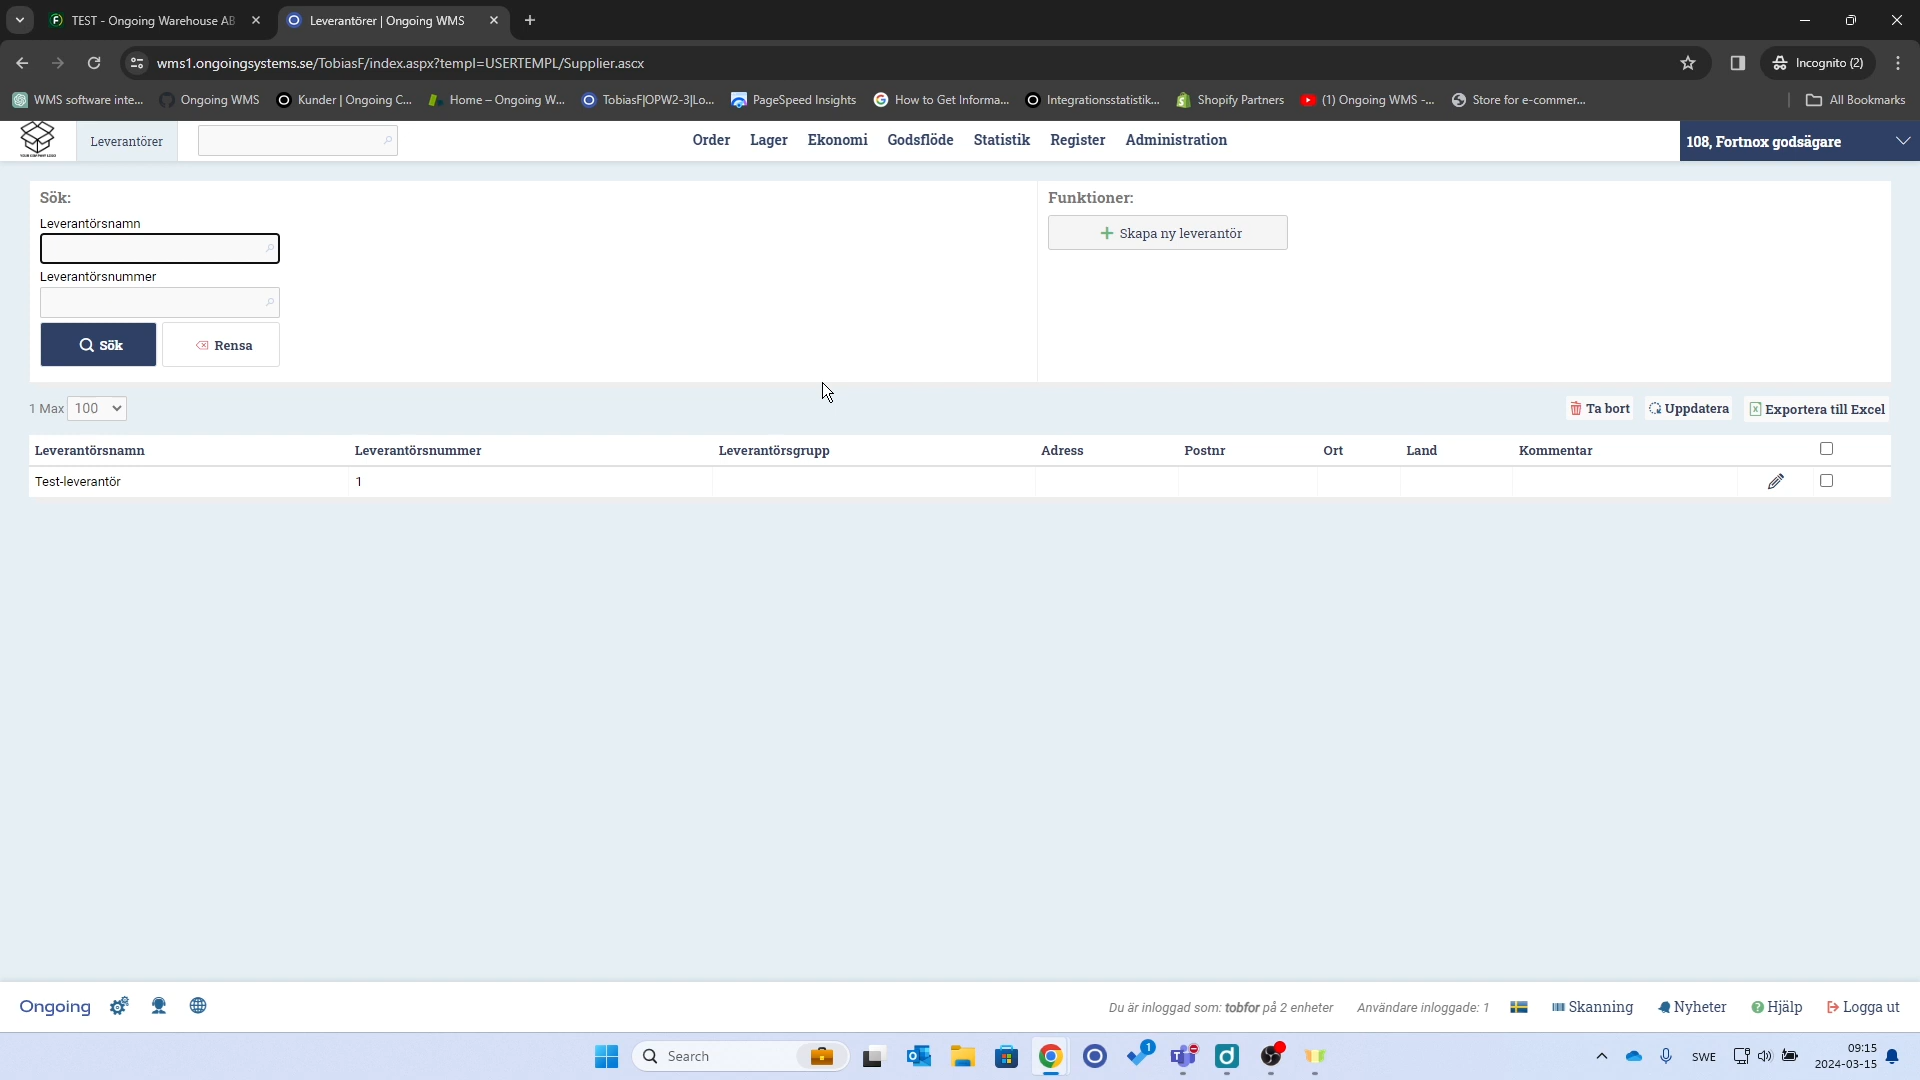 TEST - Ongoing Warehouse AB
Leverantörer | Ongoing WMS
wms1.ongoingsystems.se/TobiasF/index.aspx?templ=USERTEMPL/Supplier.ascx
Incognito (2)
WMS software inte...
Ongoing WMS
Kunder | Ongoing C...
Home – Ongoing W...
TobiasF|OPW2-3|Lo...
PageSpeed Insights
How to Get Informa...
Integrationsstatistik...
Shopify Partners
(1) Ongoing WMS -...
Store for e-commer...
All Bookmarks
YOUR COMPANY LOGO
Leverantörer
Order Lager Ekonomi Godsflöde Statistik Register Administration
108, Fortnox godsägare
Sök:
Leverantörsnamn
Leverantörsnummer
Sök
Rensa
Funktioner:
Skapa ny leverantör
1 Max 100
Ta bort Uppdatera Exportera till Excel
Leverantörsnamn Leverantörsnummer Leverantörsgrupp Adress Postnr Ort Land Kommentar
Test-leverantör 1
Ongoing
Du är inloggad som: tobfor på 2 enheter
Användare inloggade: 1
Skanning Nyheter Hjälp Logga ut
Search
1
SWE
09:15
2024-03-15